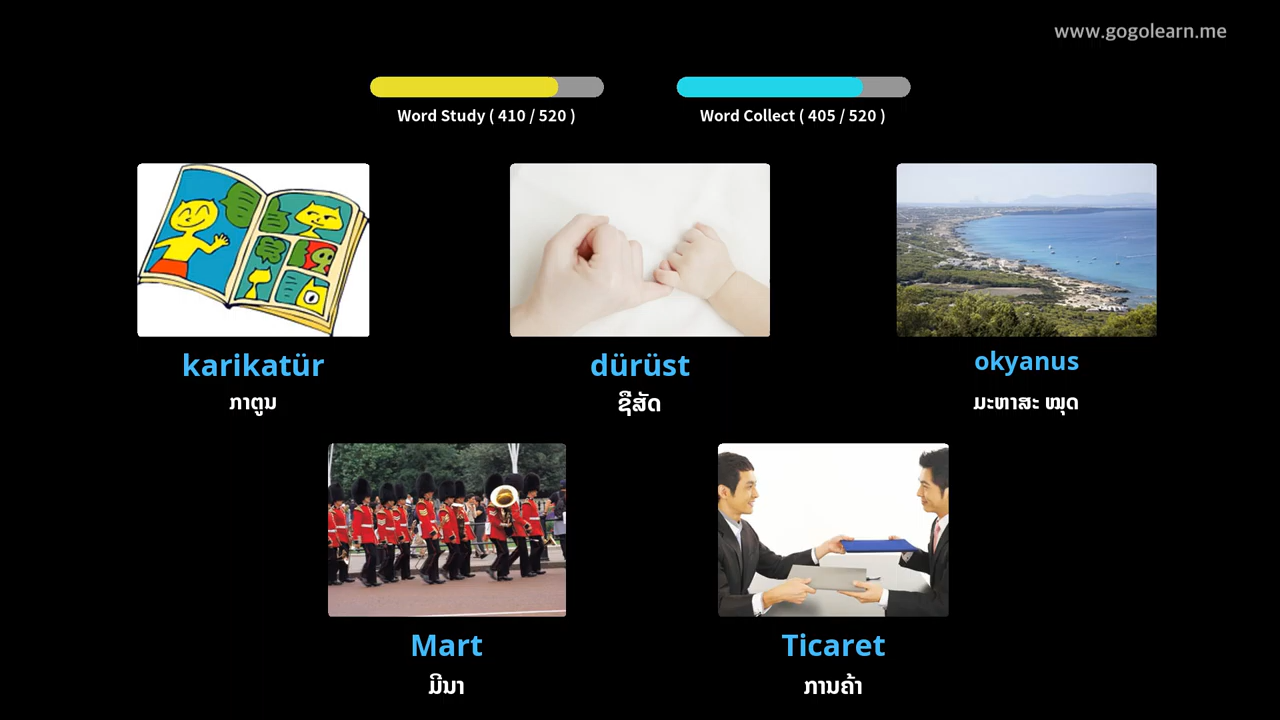 www.gogolearn.me
Word Study ( 410 / 520 )
Word Collect ( 405 / 520 )
karikatür
ກາຕູນ
dürüst
ຊື່ສັດ
okyanus
ມະຫາສະ ໝຸດ
Mart
ມີນາ
Ticaret
ການຄ້າ